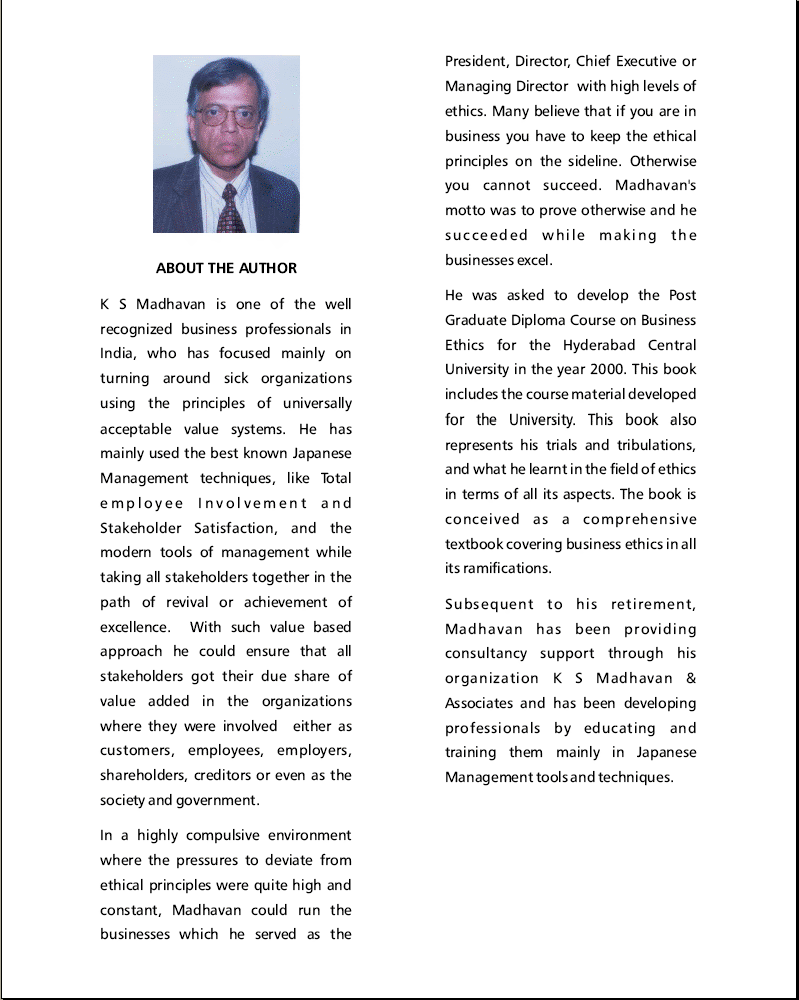 ABOUT THE AUTHOR
K S Madhavan is one of the well
recognized business professionals in
India, who has focused mainly on
turning around sick organizations
using the principles of universally
acceptable value systems. He has
mainly used the best known Japanese
Management techniques, like Total
employee Involvement and
Stakeholder Satisfaction, and the
modern tools of management while
taking all stakeholders together in the
path of revival or achievement of
excellence. With such value based
approach he could ensure that all
stakeholders got their due share of
value added in the organizations
where they were involved either as
customers, employees, employers,
shareholders, creditors or even as the
society and government.
In a highly compulsive environment
where the pressures to deviate from
ethical principles were quite high and
constant, Madhavan could run the
businesses which he served as the
President, Director, Chief Executive or
Managing Director with high levels of
ethics. Many believe that if you are in
business you have to keep the ethical
principles on the sideline. Otherwise
you cannot succeed. Madhavan's
motto was to prove otherwise and he
succeeded while making the
businesses excel.
He was asked to develop the Post
Graduate Diploma Course on Business
Ethics for the Hyderabad Central
University in the year 2000. This book
includes the course material developed
for the University. This book also
represents his trials and tribulations,
and what he learnt in the field of ethics
in terms of all its aspects. The book is
conceived as a comprehensive
textbook covering business ethics in all
its ramifications.
Subsequent to his retirement,
Madhavan has been providing
consultancy support through his
organization K S Madhavan &
Associates and has been developing
professionals by educating and
training them mainly in Japanese
Management tools and techniques.